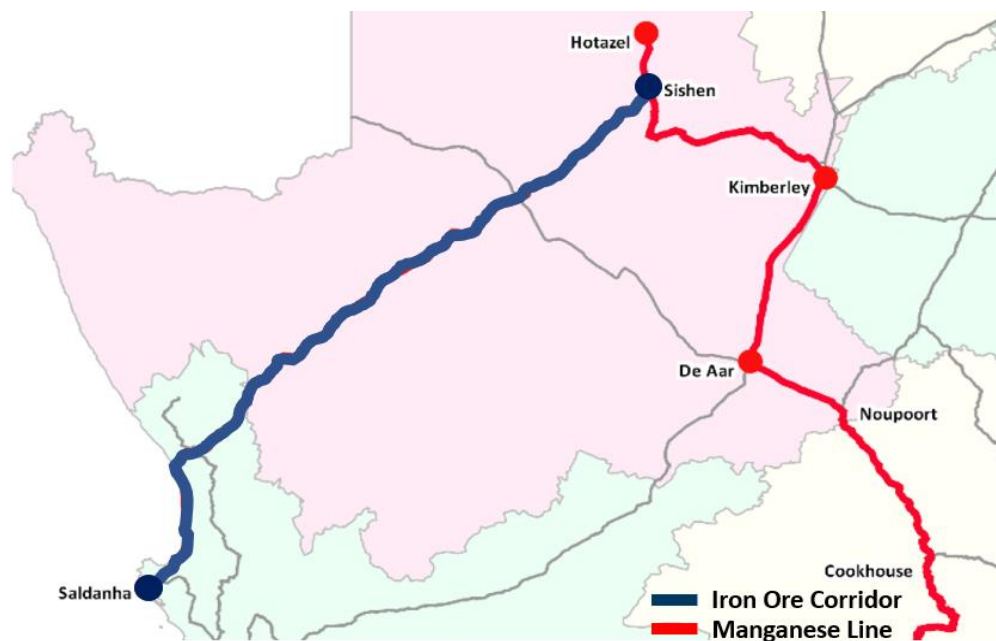 Hotazel
Sishen
Kimberley
De Aar
Noupoort
Cookhouse
Saldanha
Iron Ore Corridor
Manganese Line